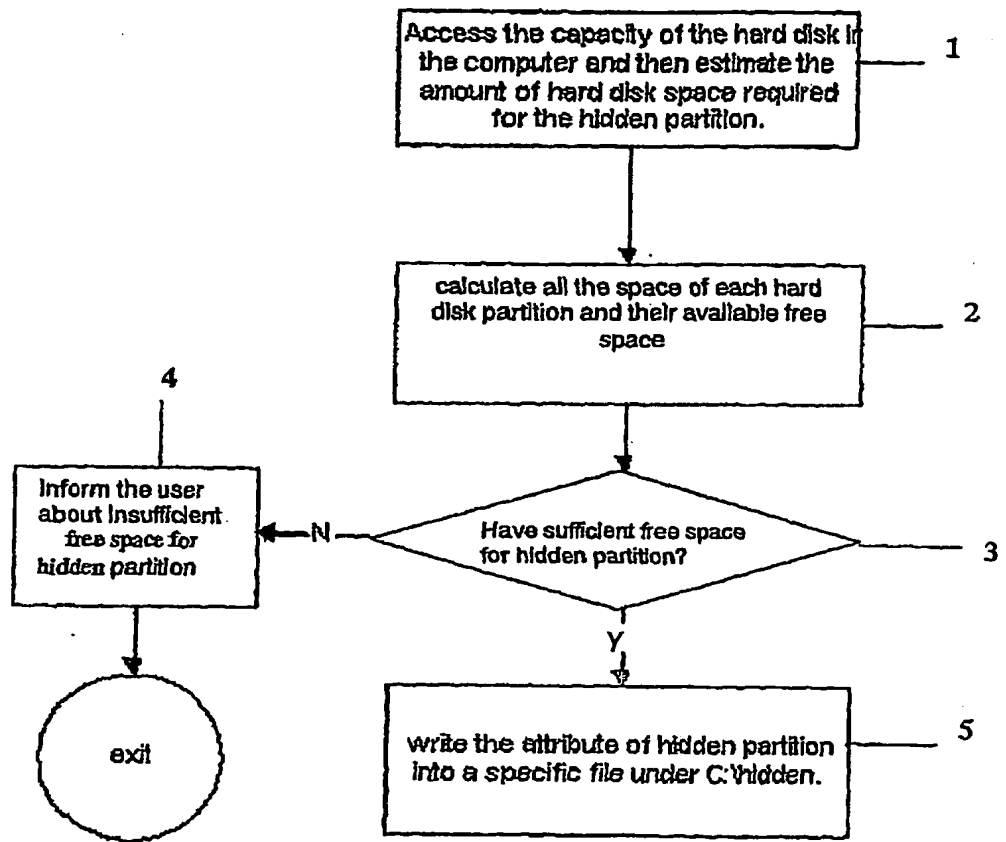 Access the capacity of the hard disk in
the computer and then estimate the
amount of hard disk space required
for the hidden partition.
1
calculate all the space of each hard
disk partition and their available free
space
2
4
Inform the user
about Insufficient
free space for
hidden partition
N
Have sufficient free space
for hidden partition?
3
Y
exit
write the attribute of hidden partition
into a specific file under C:\hidden.
5